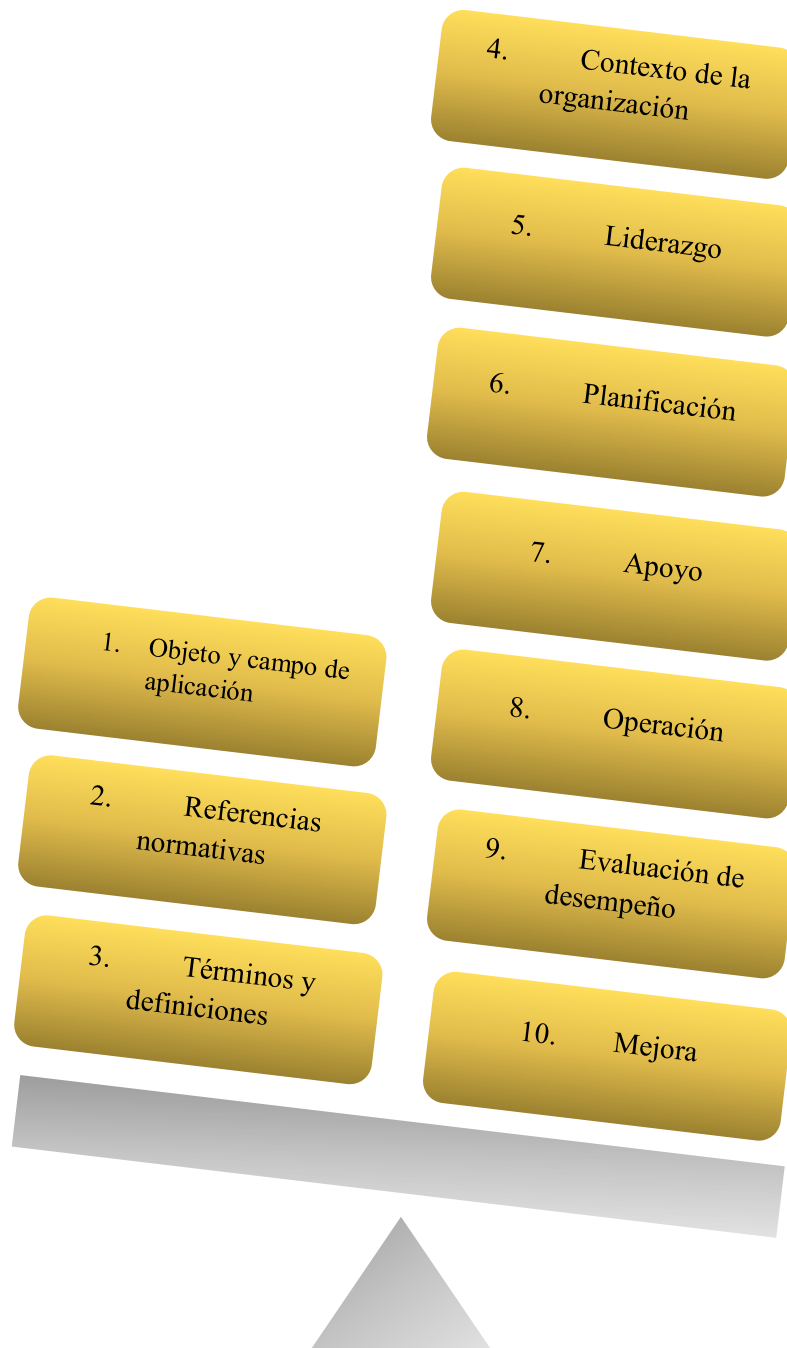 1. Objeto y campo de
aplicación
2. Referencias
normativas
3. Términos y
definiciones
4. Contexto de la
organización
5. Liderazgo
6. Planificación
7. Apoyo
8. Operación
9. Evaluación de
desempeño
10. Mejora